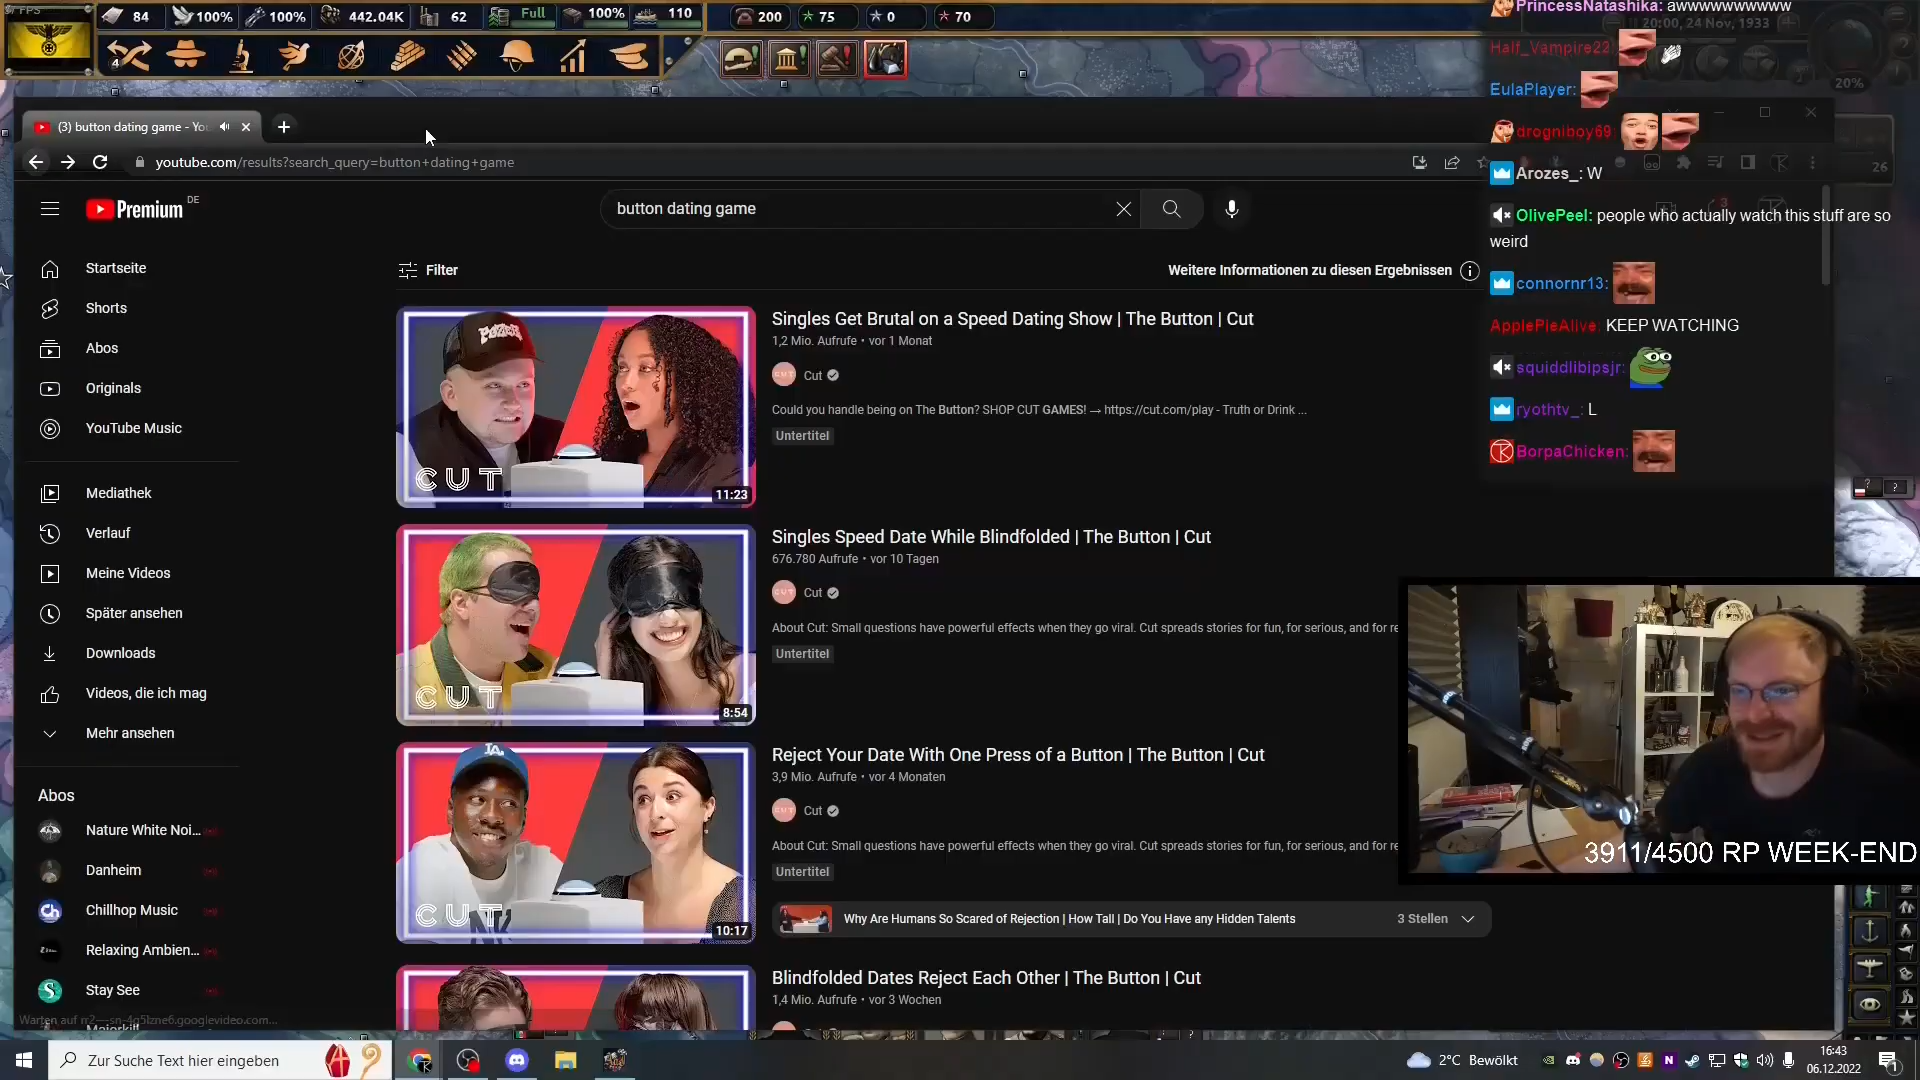 FPS
84
100%
100%
442.04K
62
Full
100%
110
200
75
0
70
20:00, 24 Nov, 1933
20%
26
PrincessNatashika: awwwwwwwwww
Half_Vampire22
EulaPlayer:
drogniboy69:
Arozes_: W
OlivePeel: people who actually watch this stuff are so
weird
connornr13:
ApplePieAlive: KEEP WATCHING
squiddlibipsjr:
ryothtv_: L
BorpaChicken:
(3) button dating game - You
youtube.com/results?search_query=button+dating+game
Premium DE
button dating game
3
Startseite
Shorts
Abos
Originals
YouTube Music
Mediathek
Verlauf
Meine Videos
Später ansehen
Downloads
Videos, die ich mag
Mehr ansehen
Abos
Nature White Noi...
Danheim
Chillhop Music
Relaxing Ambien...
Stay See
Warten auf rr2---sn-4g5lzne6.googlevideo.com...
Filter
Weitere Informationen zu diesen Ergebnissen
CUT
11:23
Singles Get Brutal on a Speed Dating Show | The Button | Cut
1,2 Mio. Aufrufe • vor 1 Monat
Cut
Could you handle being on The Button? SHOP CUT GAMES! → https://cut.com/play - Truth or Drink ...
Untertitel
CUT
8:54
Singles Speed Date While Blindfolded | The Button | Cut
676.780 Aufrufe • vor 10 Tagen
Cut
About Cut: Small questions have powerful effects when they go viral. Cut spreads stories for fun, for serious, and for re
Untertitel
LA
CUT
10:17
Reject Your Date With One Press of a Button | The Button | Cut
3,9 Mio. Aufrufe • vor 4 Monaten
Cut
About Cut: Small questions have powerful effects when they go viral. Cut spreads stories for fun, for serious, and for re
Untertitel
Why Are Humans So Scared of Rejection | How Tall | Do You Have any Hidden Talents
3 Stellen
Blindfolded Dates Reject Each Other | The Button | Cut
1,4 Mio. Aufrufe • vor 3 Wochen
3911/4500 RP WEEK-END
Zur Suche Text hier eingeben
2°C Bewölkt
16:43
06.12.2022